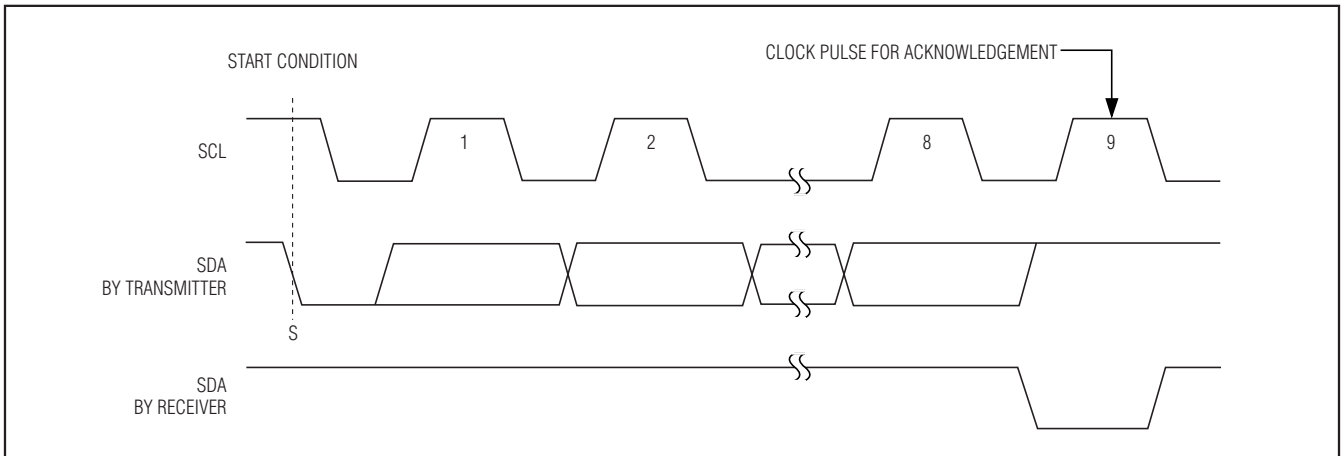 START CONDITION
CLOCK PULSE FOR ACKNOWLEDGEMENT
SCL
1
2
8
9
SDA
BY TRANSMITTER
S
SDA
BY RECEIVER